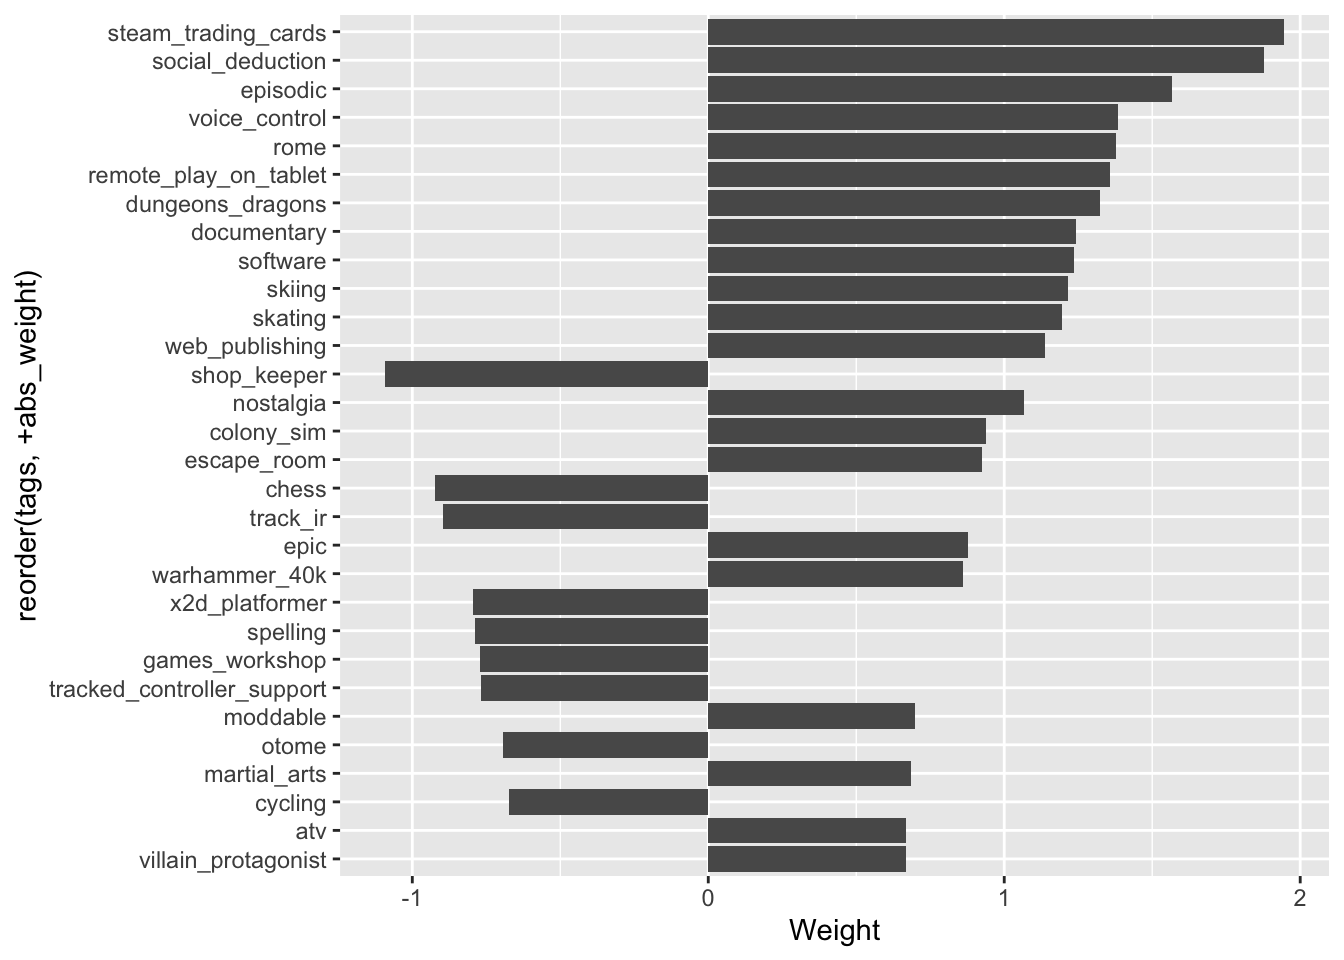 steam_trading_cards
social_deduction
episodic
voice_control
rome
remote_play_on_tablet
dungeons_dragons
documentary
software
skiing
skating
web_publishing
shop_keeper
nostalgia
colony_sim
escape_room
chess
track_ir
epic
warhammer_40k
x2d_platformer
spelling
games_workshop
tracked_controller_support
moddable
otome
martial_arts
cycling
atv
villain_protagonist
reorder(tags, +abs_weight)
-1 0 1 2
Weight